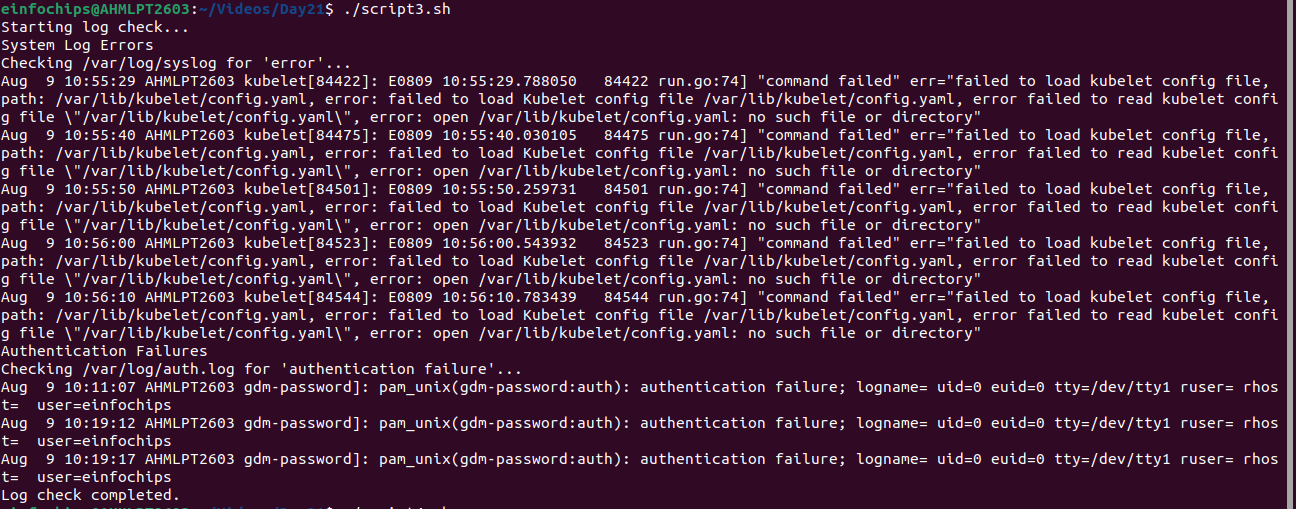 einfochips@AHMLPT2603:~/Videos/Day21$ ./script3.sh
Starting log check...
System Log Errors
Checking /var/log/syslog for 'error'...
Aug  9 10:55:29 AHMLPT2603 kubelet[84422]: E0809 10:55:29.788050   84422 run.go:74] "command failed" err="failed to load kubelet config file,
path: /var/lib/kubelet/config.yaml, error: failed to load Kubelet config file /var/lib/kubelet/config.yaml, error failed to read kubelet confi
g file \"/var/lib/kubelet/config.yaml\", error: open /var/lib/kubelet/config.yaml: no such file or directory"
Aug  9 10:55:40 AHMLPT2603 kubelet[84475]: E0809 10:55:40.030105   84475 run.go:74] "command failed" err="failed to load kubelet config file,
path: /var/lib/kubelet/config.yaml, error: failed to load Kubelet config file /var/lib/kubelet/config.yaml, error failed to read kubelet confi
g file \"/var/lib/kubelet/config.yaml\", error: open /var/lib/kubelet/config.yaml: no such file or directory"
Aug  9 10:55:50 AHMLPT2603 kubelet[84501]: E0809 10:55:50.259731   84501 run.go:74] "command failed" err="failed to load kubelet config file,
path: /var/lib/kubelet/config.yaml, error: failed to load Kubelet config file /var/lib/kubelet/config.yaml, error failed to read kubelet confi
g file \"/var/lib/kubelet/config.yaml\", error: open /var/lib/kubelet/config.yaml: no such file or directory"
Aug  9 10:56:00 AHMLPT2603 kubelet[84523]: E0809 10:56:00.543932   84523 run.go:74] "command failed" err="failed to load kubelet config file,
path: /var/lib/kubelet/config.yaml, error: failed to load Kubelet config file /var/lib/kubelet/config.yaml, error failed to read kubelet confi
g file \"/var/lib/kubelet/config.yaml\", error: open /var/lib/kubelet/config.yaml: no such file or directory"
Aug  9 10:56:10 AHMLPT2603 kubelet[84544]: E0809 10:56:10.783439   84544 run.go:74] "command failed" err="failed to load kubelet config file,
path: /var/lib/kubelet/config.yaml, error: failed to load Kubelet config file /var/lib/kubelet/config.yaml, error failed to read kubelet confi
g file \"/var/lib/kubelet/config.yaml\", error: open /var/lib/kubelet/config.yaml: no such file or directory"
Authentication Failures
Checking /var/log/auth.log for 'authentication failure'...
Aug  9 10:11:07 AHMLPT2603 gdm-password]: pam_unix(gdm-password:auth): authentication failure; logname= uid=0 euid=0 tty=/dev/tty1 ruser= rhos
t=  user=einfochips
Aug  9 10:19:12 AHMLPT2603 gdm-password]: pam_unix(gdm-password:auth): authentication failure; logname= uid=0 euid=0 tty=/dev/tty1 ruser= rhos
t=  user=einfochips
Aug  9 10:19:17 AHMLPT2603 gdm-password]: pam_unix(gdm-password:auth): authentication failure; logname= uid=0 euid=0 tty=/dev/tty1 ruser= rhos
t=  user=einfochips
Log check completed.